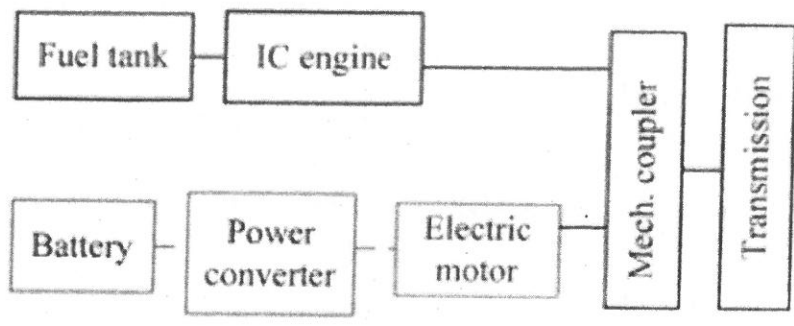 Fuel tank
IC engine
Mech. coupler
Transmission
Battery
Power
converter
Electric
motor